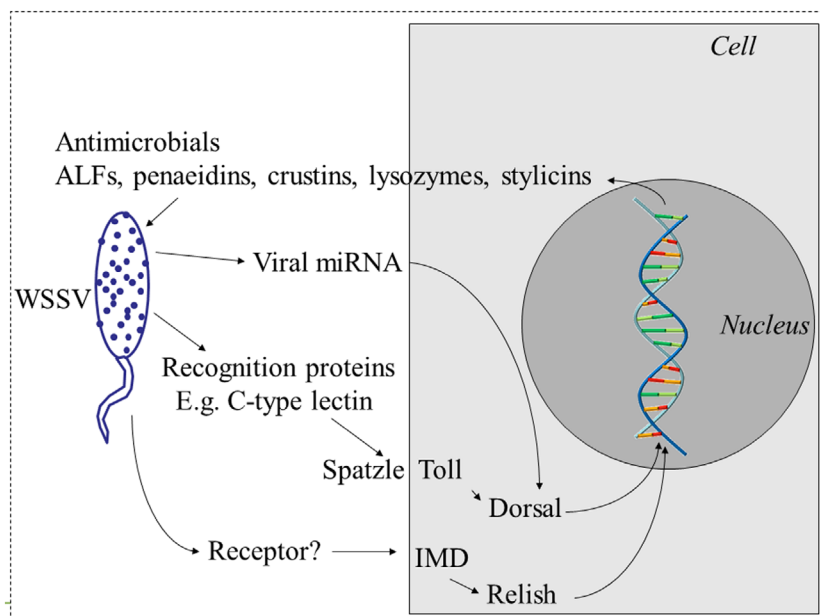 Cell
Antimicrobials
ALFs, penaeidins, crustins, lysozymes, stylicins
Viral miRNA
WSSV
Nucleus
Recognition proteins
E.g. C-type lectin
Spatzle Toll
Dorsal
Receptor?
IMD
Relish